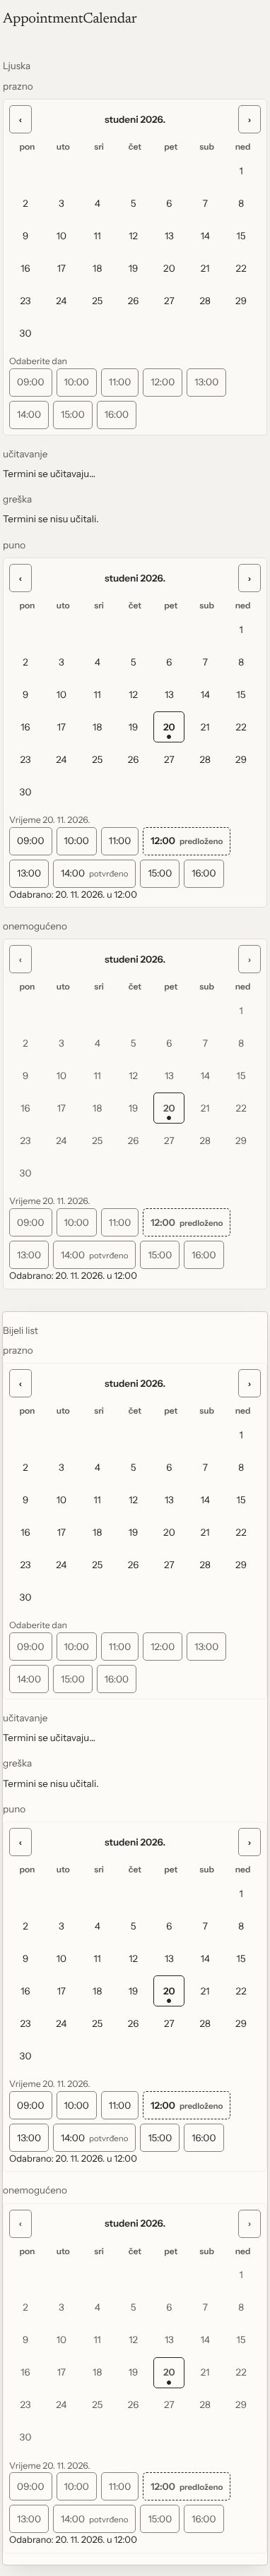 AppointmentCalendar
Ljuska
prazno
‹ studeni 2026. ›
pon uto sri čet pet sub ned
1
2 3 4 5 6 7 8
9 10 11 12 13 14 15
16 17 18 19 20 21 22
23 24 25 26 27 28 29
30
Odaberite dan
09:00 10:00 11:00 12:00 13:00
14:00 15:00 16:00
učitavanje
Termini se učitavaju…
greška
Termini se nisu učitali.
puno
‹ studeni 2026. ›
pon uto sri čet pet sub ned
1
2 3 4 5 6 7 8
9 10 11 12 13 14 15
16 17 18 19 20 21 22
23 24 25 26 27 28 29
30
Vrijeme 20. 11. 2026.
09:00 10:00 11:00 12:00 predloženo
13:00 14:00 potvrđeno 15:00 16:00
Odabrano: 20. 11. 2026. u 12:00
onemogućeno
‹ studeni 2026. ›
pon uto sri čet pet sub ned
1
2 3 4 5 6 7 8
9 10 11 12 13 14 15
16 17 18 19 20 21 22
23 24 25 26 27 28 29
30
Vrijeme 20. 11. 2026.
09:00 10:00 11:00 12:00 predloženo
13:00 14:00 potvrđeno 15:00 16:00
Odabrano: 20. 11. 2026. u 12:00
Bijeli list
prazno
‹ studeni 2026. ›
pon uto sri čet pet sub ned
1
2 3 4 5 6 7 8
9 10 11 12 13 14 15
16 17 18 19 20 21 22
23 24 25 26 27 28 29
30
Odaberite dan
09:00 10:00 11:00 12:00 13:00
14:00 15:00 16:00
učitavanje
Termini se učitavaju…
greška
Termini se nisu učitali.
puno
‹ studeni 2026. ›
pon uto sri čet pet sub ned
1
2 3 4 5 6 7 8
9 10 11 12 13 14 15
16 17 18 19 20 21 22
23 24 25 26 27 28 29
30
Vrijeme 20. 11. 2026.
09:00 10:00 11:00 12:00 predloženo
13:00 14:00 potvrđeno 15:00 16:00
Odabrano: 20. 11. 2026. u 12:00
onemogućeno
‹ studeni 2026. ›
pon uto sri čet pet sub ned
1
2 3 4 5 6 7 8
9 10 11 12 13 14 15
16 17 18 19 20 21 22
23 24 25 26 27 28 29
30
Vrijeme 20. 11. 2026.
09:00 10:00 11:00 12:00 predloženo
13:00 14:00 potvrđeno 15:00 16:00
Odabrano: 20. 11. 2026. u 12:00